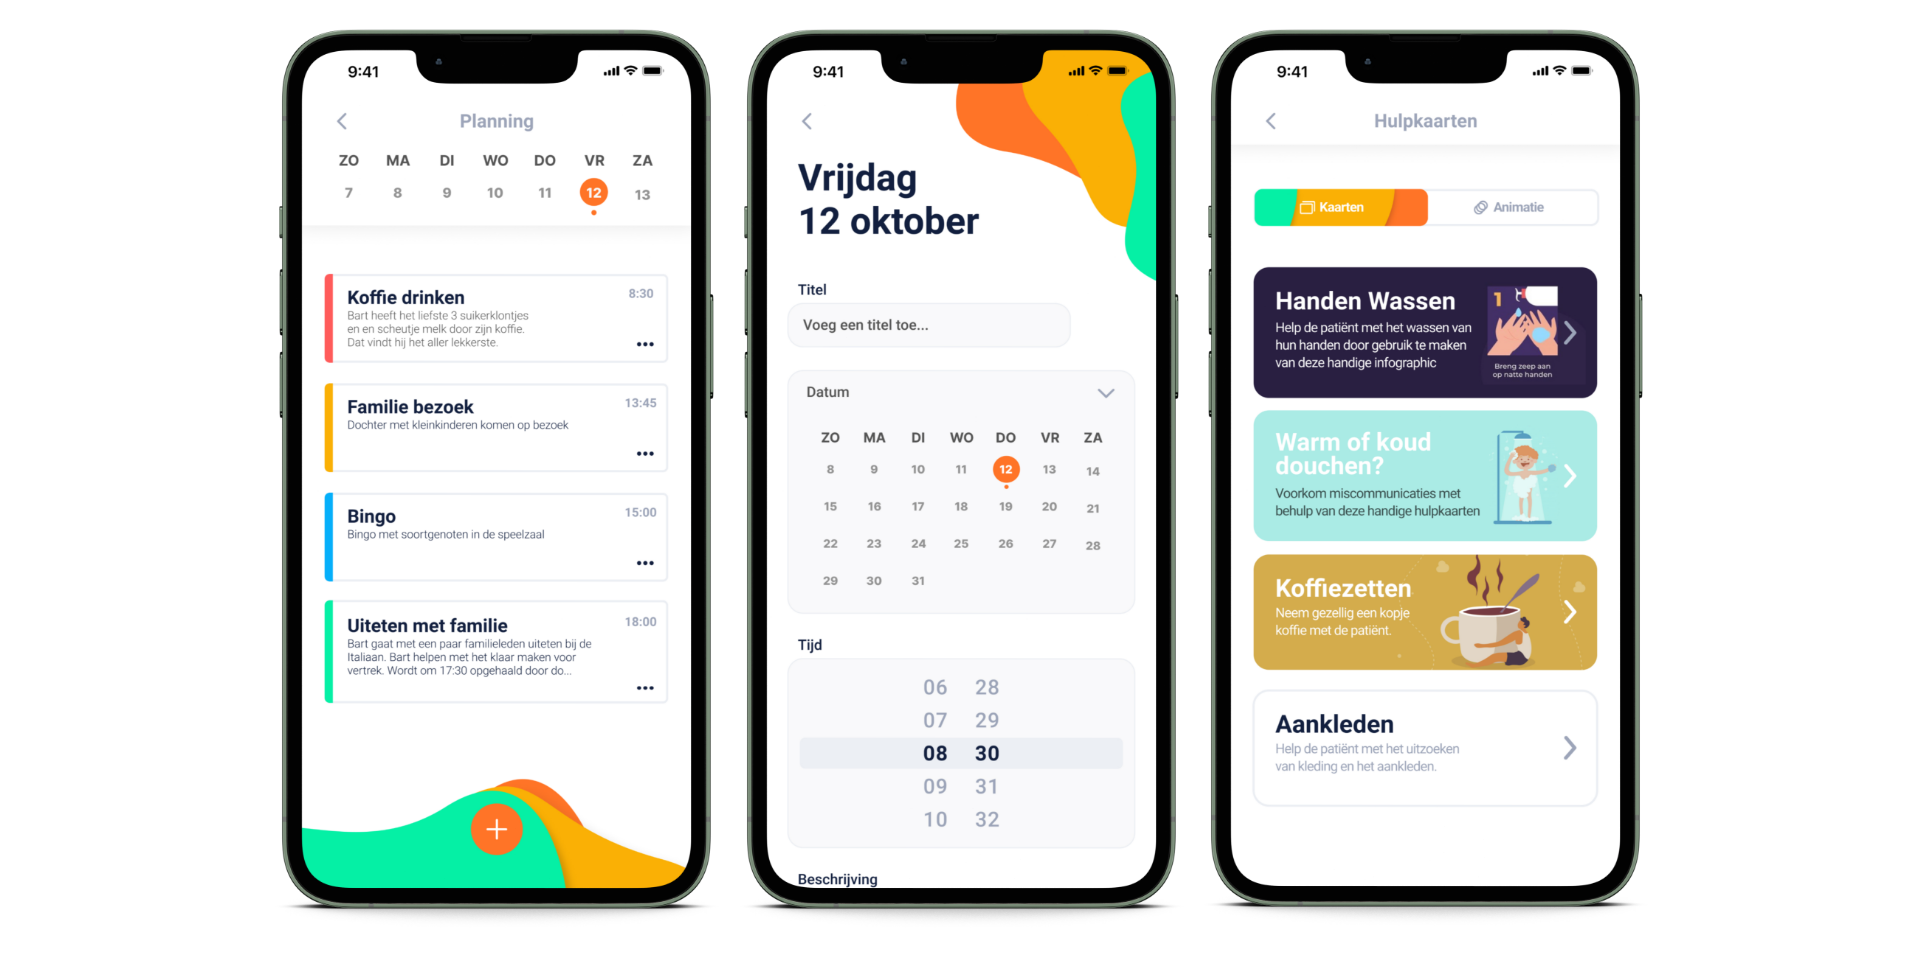 9:41
Planning
ZO MA DI WO DO VR ZA
7 8 9 10 11 12 13
Koffie drinken 8:30
Bart heeft het liefste 3 suikerklontjes
en en scheutje melk door zijn koffie.
Dat vindt hij het aller lekkerste.
Familie bezoek 13:45
Dochter met kleinkinderen komen op bezoek
Bingo 15:00
Bingo met soortgenoten in de speelzaal
Uiteten met familie 18:00
Bart gaat met een paar familieleden uiteten bij de
Italiaan. Bart helpen met het klaar maken voor
vertrek. Wordt om 17:30 opgehaald door do...
9:41
Vrijdag
12 oktober
Titel
Voeg een titel toe...
Datum
ZO MA DI WO DO VR ZA
8 9 10 11 12 13 14
15 16 17 18 19 20 21
22 23 24 25 26 27 28
29 30 31
Tijd
06 28
07 29
08 30
09 31
10 32
Beschrijving
9:41
Hulpkaarten
Kaarten Animatie
Handen Wassen
Help de patiënt met het wassen van
hun handen door gebruik te maken
van deze handige infographic
1
Breng zeep aan
op natte handen
Warm of koud
douchen?
Voorkom miscommunicaties met
behulp van deze handige hulpkaarten
Koffiezetten
Neem gezellig een kopje
koffie met de patiënt.
Aankleden
Help de patiënt met het uitzoeken
van kleding en het aankleden.